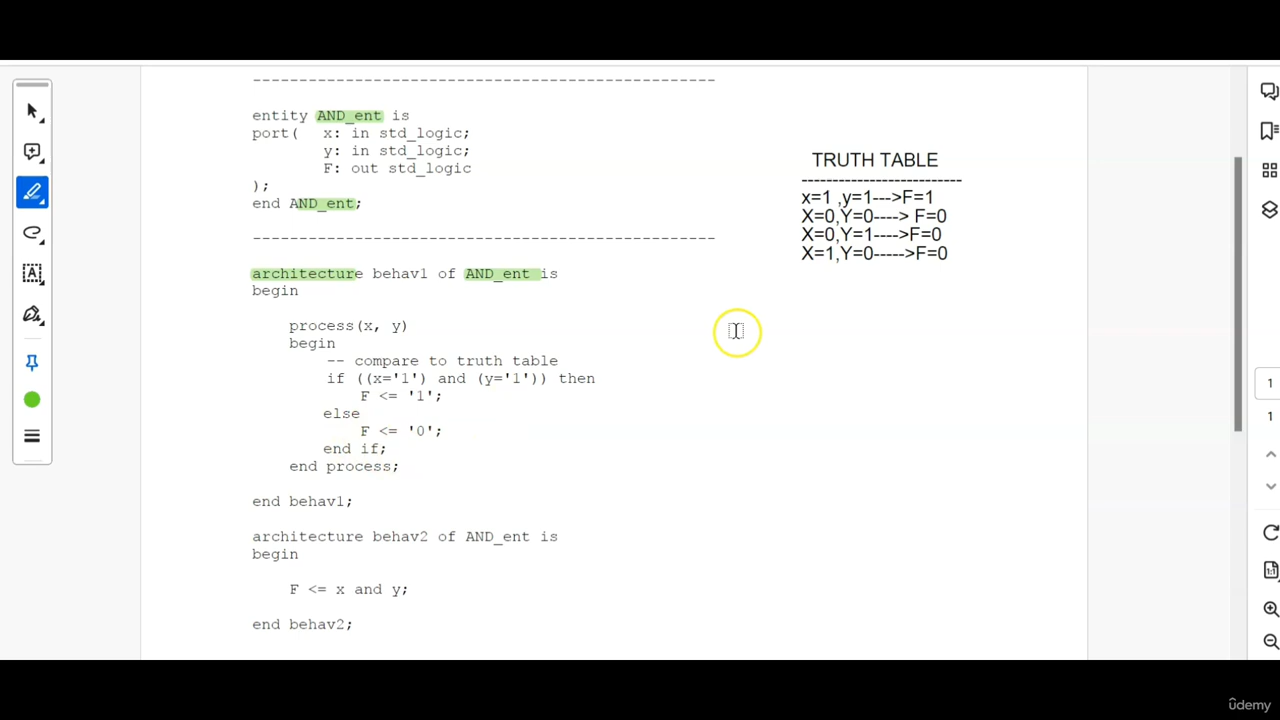 --------------------------------------------------
entity AND_ent is
port( x: in std_logic;
y: in std_logic;
F: out std_logic
);
end AND_ent;
--------------------------------------------------
architecture behav1 of AND_ent is
begin
process(x, y)
begin
-- compare to truth table
if ((x='1') and (y='1')) then
F <= '1';
else
F <= '0';
end if;
end process;
end behav1;
architecture behav2 of AND_ent is
begin
F <= x and y;
end behav2;
TRUTH TABLE
--------------------------
x=1 ,y=1--->F=1
X=0,Y=0----> F=0
X=0,Y=1---->F=0
X=1,Y=0----->F=0
1
1
1:1
ûdemy